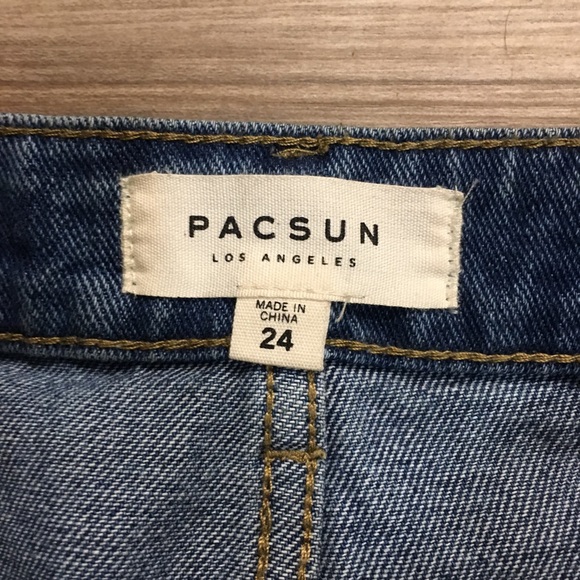 PACSUN
LOS ANGELES
MADE IN
CHINA
24